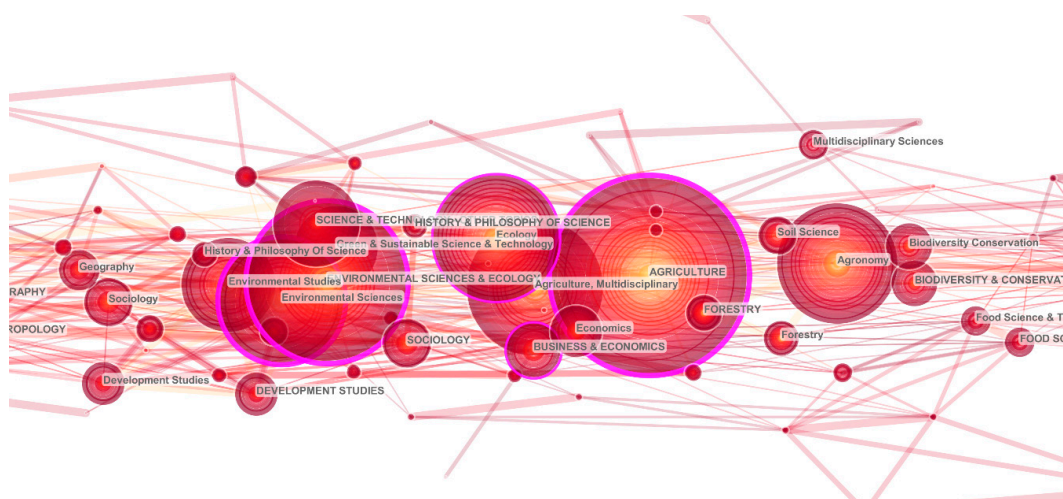 Multidisciplinary Sciences
SCIENCE & TECHN
HISTORY & PHILOSOPHY OF SCIENCE
Ecology
Soil Science
Green & Sustainable Science & Technology
Biodiversity Conservation
History & Philosophy Of Science
Agronomy
Geography
AGRICULTURE
Environmental Studies
VIRONMENTAL SCIENCES & ECOLOGY
Agriculture, Multidisciplinary
BIODIVERSITY & CONSERVAT
RAPHY
Sociology
Environmental Sciences
FORESTRY
Food Science & T
ROPOLOGY
Economics
SOCIOLOGY
Forestry
FOOD SC
BUSINESS & ECONOMICS
Development Studies
DEVELOPMENT STUDIES